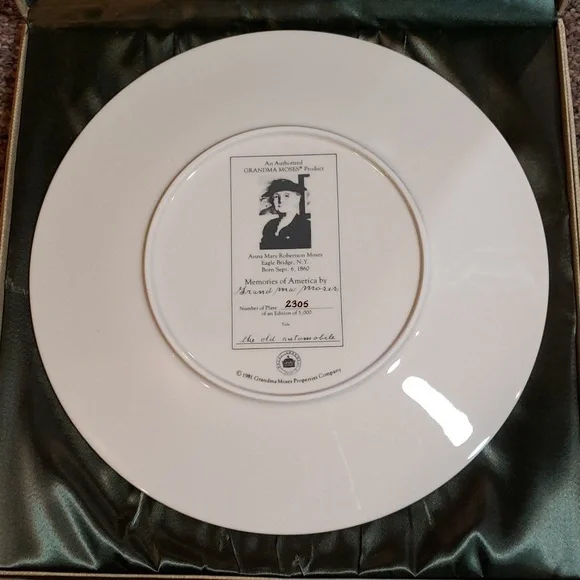 An Authorized
GRANDMA MOSES® Product
Anna Mary Robertson Moses
Eagle Bridge, N.Y.
Born Sept. 6, 1860
Memories of America by
Grand ma Moses
Number of Plate 2305
of an Edition of 5,000
Title
the old automobile
© 1981 Grandma Moses Properties Company